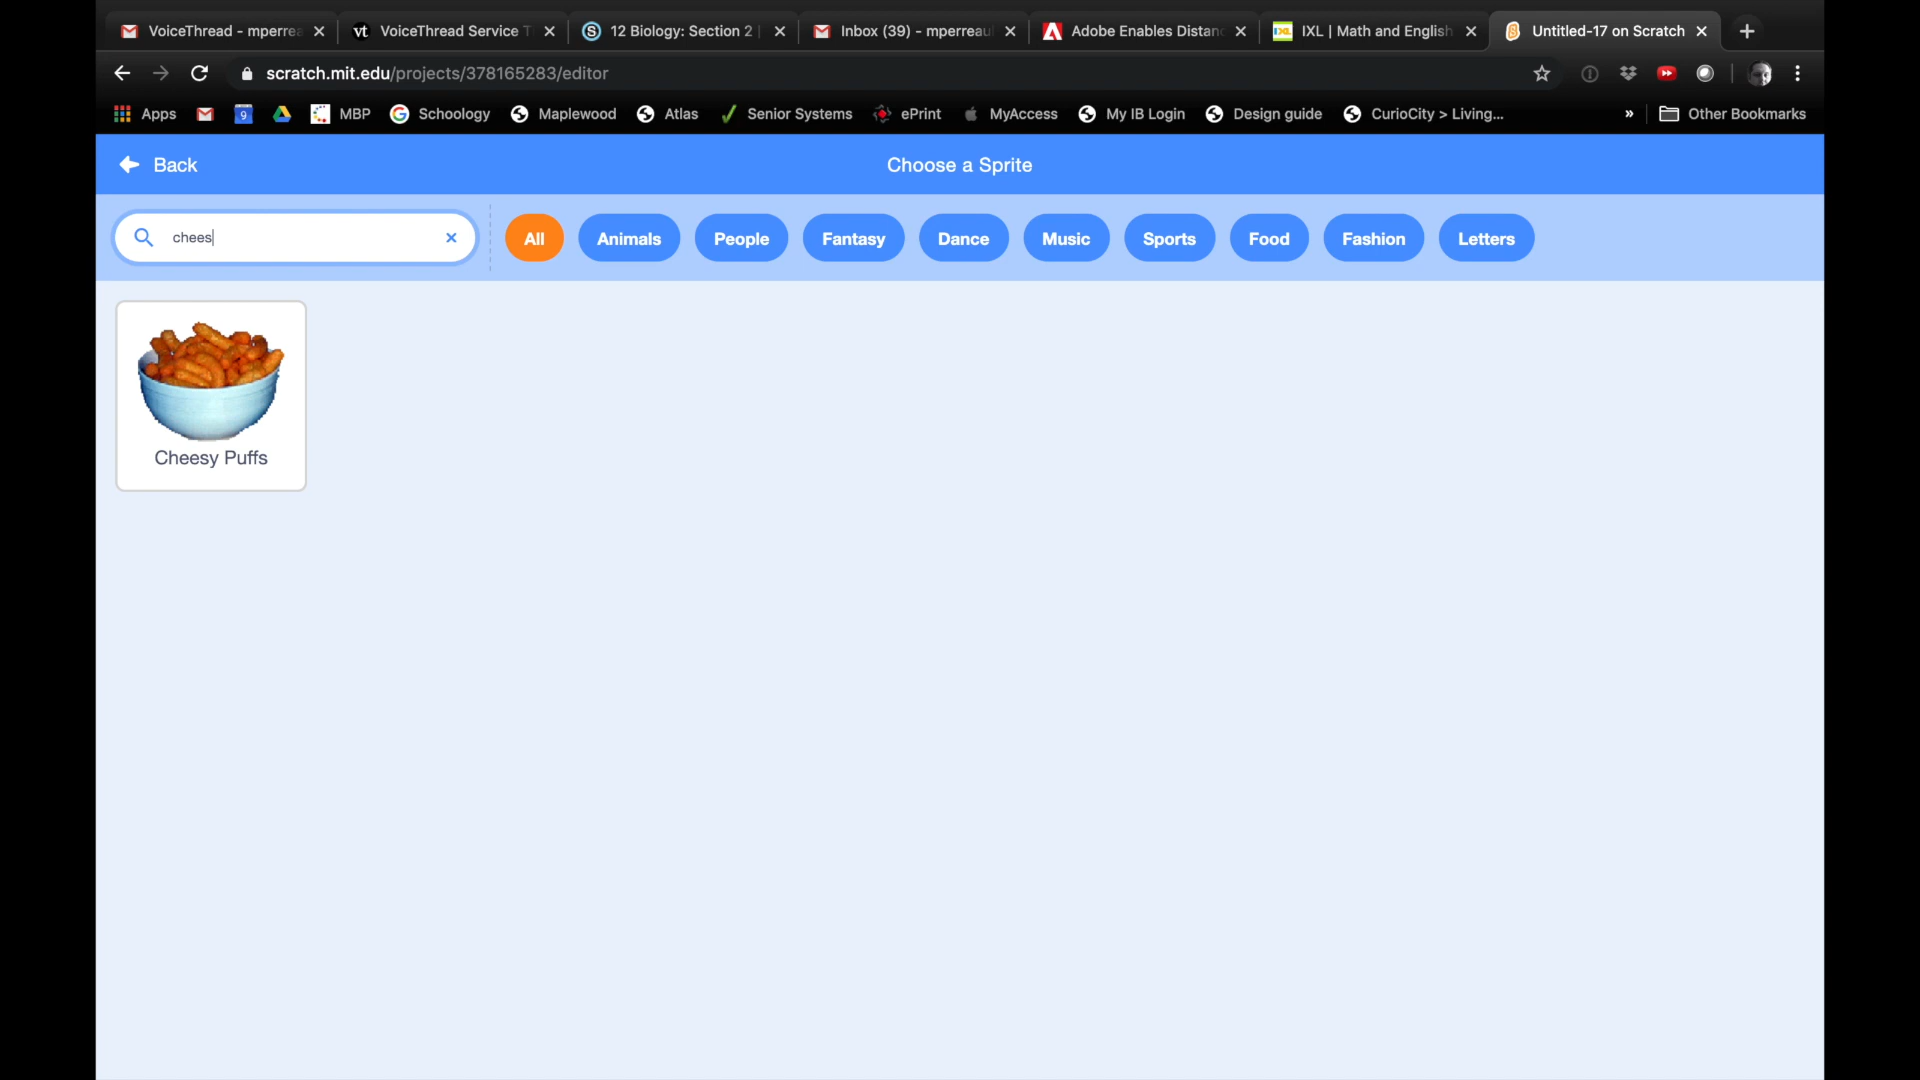 VoiceThread - mperrea
VoiceThread Service T
12 Biology: Section 2 |
Inbox (39) - mperreau
Adobe Enables Distanc
IXL | Math and English
Untitled-17 on Scratch
scratch.mit.edu/projects/378165283/editor
Apps
9
MBP
Schoology
Maplewood
Atlas
Senior Systems
ePrint
MyAccess
My IB Login
Design guide
CurioCity > Living...
»
Other Bookmarks
Back
Choose a Sprite
chees
All
Animals
People
Fantasy
Dance
Music
Sports
Food
Fashion
Letters
Cheesy Puffs